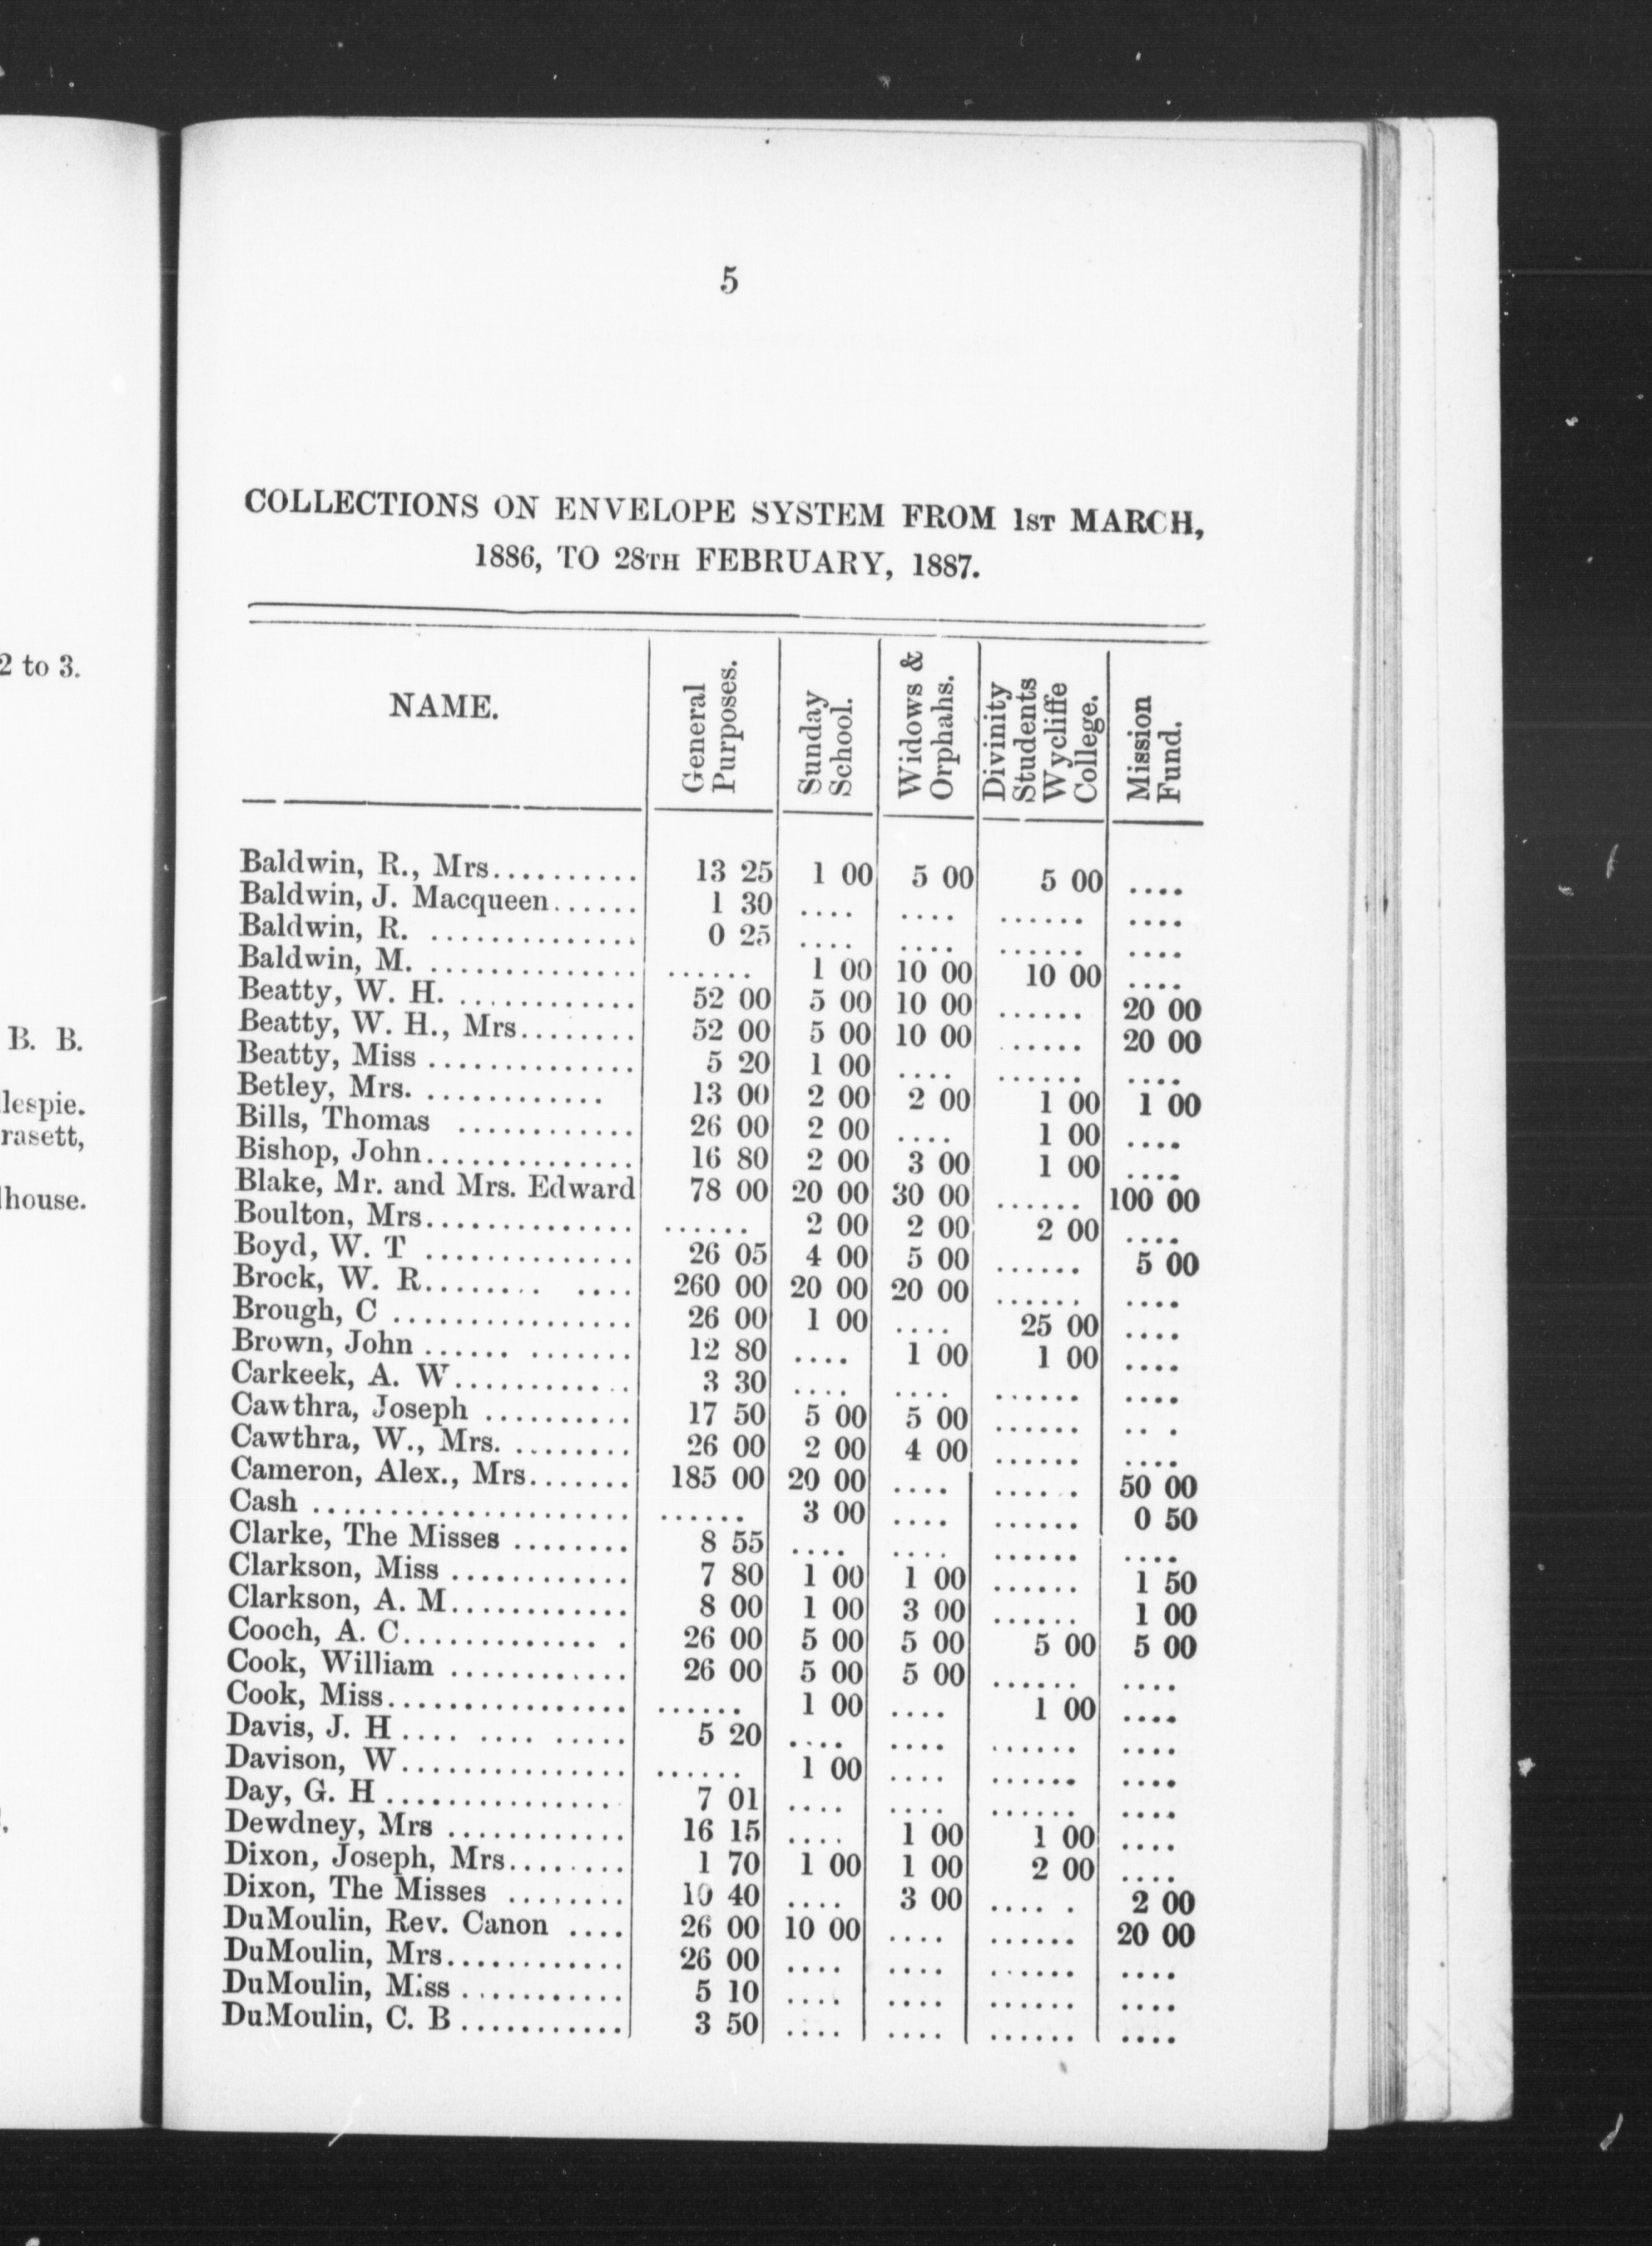 2 to 3.
B. B.
lespie.
rasett,
lhouse.
5
COLLECTIONS ON ENVELOPE SYSTEM FROM 1ST MARCH,
1886, TO 28TH FEBRUARY, 1887.
NAME. General Purposes. Sunday School. Widows & Orphahs. Divinity Students Wycliffe College. Mission Fund.
Baldwin, R., Mrs.......... 13 25 1 00 5 00 5 00 ....
Baldwin, J. Macqueen...... 1 30 .... .... ...... ....
Baldwin, R. .............. 0 25 .... .... ...... ....
Baldwin, M. .............. ...... 1 00 10 00 10 00 ....
Beatty, W. H. ............ 52 00 5 00 10 00 ...... 20 00
Beatty, W. H., Mrs........ 52 00 5 00 10 00 ...... 20 00
Beatty, Miss .............. 5 20 1 00 .... ...... ....
Betley, Mrs. ............ 13 00 2 00 2 00 1 00 1 00
Bills, Thomas ............ 26 00 2 00 .... 1 00 ....
Bishop, John.............. 16 80 2 00 3 00 1 00 ....
Blake, Mr. and Mrs. Edward 78 00 20 00 30 00 ...... 100 00
Boulton, Mrs.............. ...... 2 00 2 00 2 00 ....
Boyd, W. T .............. 26 05 4 00 5 00 ...... 5 00
Brock, W. R........ .... 260 00 20 00 20 00 ...... ....
Brough, C ................ 26 00 1 00 .... 25 00 ....
Brown, John ...... ....... 12 80 .... 1 00 1 00 ....
Carkeek, A. W............ 3 30 .... .... ...... ....
Cawthra, Joseph .......... 17 50 5 00 5 00 ...... .. .
Cawthra, W., Mrs. ........ 26 00 2 00 4 00 ...... ....
Cameron, Alex., Mrs....... 185 00 20 00 .... ...... 50 00
Cash ...................... ...... 3 00 .... ...... 0 50
Clarke, The Misses ........ 8 55 .... .... ...... ....
Clarkson, Miss ............ 7 80 1 00 1 00 ...... 1 50
Clarkson, A. M............ 8 00 1 00 3 00 ...... 1 00
Cooch, A. C.............. . 26 00 5 00 5 00 5 00 5 00
Cook, William ............ 26 00 5 00 5 00 ...... ....
Cook, Miss................ ...... 1 00 .... 1 00 ....
Davis, J. H .... .... ..... 5 20 .... .... ...... ....
Davison, W................ ...... 1 00 .... ...... ....
Day, G. H ................ 7 01 .... .... ...... ....
Dewdney, Mrs ............ 16 15 .... 1 00 1 00 ....
Dixon, Joseph, Mrs........ 1 70 1 00 1 00 2 00 ....
Dixon, The Misses ........ 10 40 .... 3 00 .... . 2 00
DuMoulin, Rev. Canon .... 26 00 10 00 .... ...... 20 00
DuMoulin, Mrs............ 26 00 .... .... ...... ....
DuMoulin, Miss ........... 5 10 .... .... ...... ....
DuMoulin, C. B ........... 3 50 .... .... ...... ....